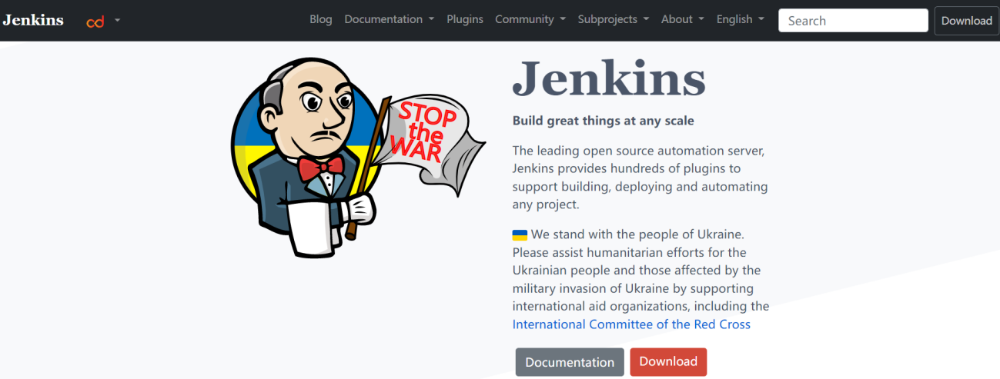 Jenkins
cd
Blog Documentation Plugins Community Subprojects About English Search Download
STOP
the
WAR
Jenkins
Build great things at any scale
The leading open source automation server,
Jenkins provides hundreds of plugins to
support building, deploying and automating
any project.
We stand with the people of Ukraine.
Please assist humanitarian efforts for the
Ukrainian people and those affected by the
military invasion of Ukraine by supporting
international aid organizations, including the
International Committee of the Red Cross
Documentation Download